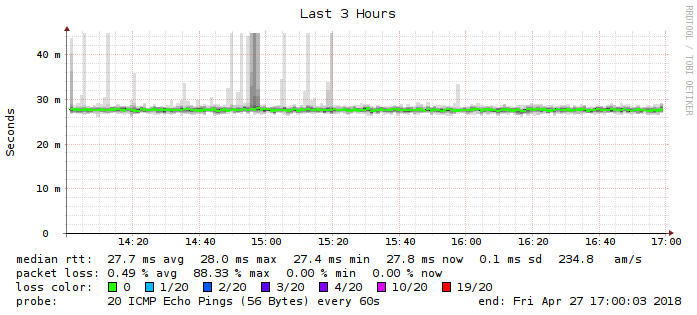 Last 3 Hours
RRDTOOL / TOBI OETIKER
Seconds
40 m
30 m
20 m
10 m
0
14:20 14:40 15:00 15:20 15:40 16:00 16:20 16:40 17:00
median rtt: 27.7 ms avg 28.0 ms max 27.4 ms min 27.8 ms now 0.1 ms sd 234.8 am/s
packet loss: 0.49 % avg 88.33 % max 0.00 % min 0.00 % now
loss color: 0 1/20 2/20 3/20 4/20 10/20 19/20
probe: 20 ICMP Echo Pings (56 Bytes) every 60s end: Fri Apr 27 17:00:03 2018